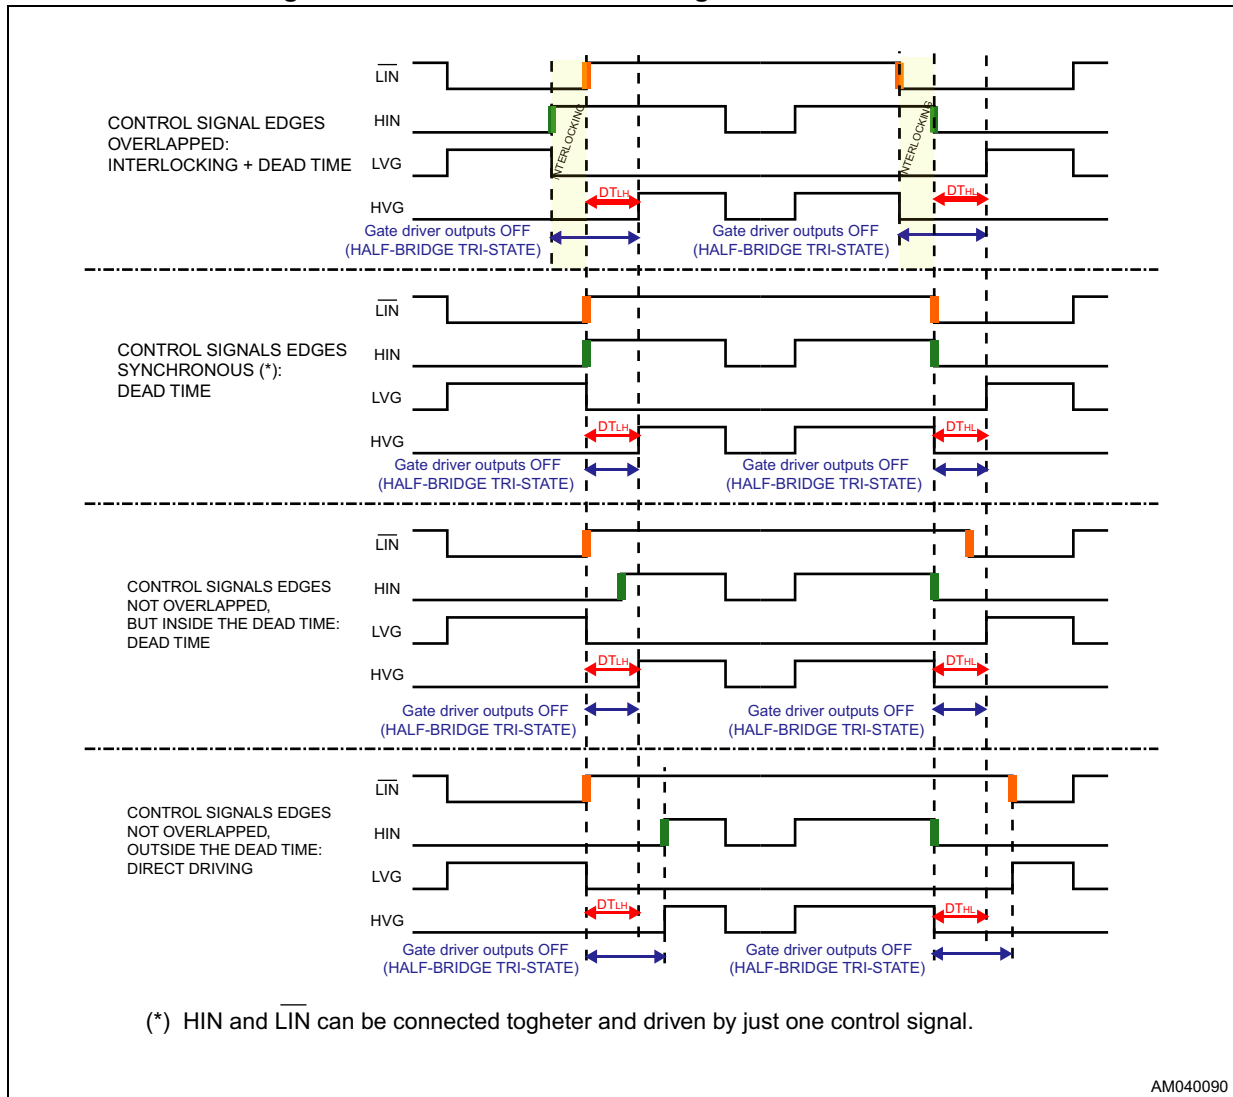 LIN
HIN
CONTROL SIGNAL EDGES
OVERLAPPED:
INTERLOCKING + DEAD TIME
LVG
HVG
INTERLOCKING
INTERLOCKING
DTLH
DTHL
Gate driver outputs OFF
(HALF-BRIDGE TRI-STATE)
Gate driver outputs OFF
(HALF-BRIDGE TRI-STATE)
LIN
HIN
CONTROL SIGNALS EDGES
SYNCHRONOUS (*):
DEAD TIME
LVG
HVG
DTLH
DTHL
Gate driver outputs OFF
(HALF-BRIDGE TRI-STATE)
Gate driver outputs OFF
(HALF-BRIDGE TRI-STATE)
LIN
HIN
CONTROL SIGNALS EDGES
NOT OVERLAPPED,
BUT INSIDE THE DEAD TIME:
DEAD TIME
LVG
HVG
DTLH
DTHL
Gate driver outputs OFF
(HALF-BRIDGE TRI-STATE)
Gate driver outputs OFF
(HALF-BRIDGE TRI-STATE)
LIN
HIN
CONTROL SIGNALS EDGES
NOT OVERLAPPED,
OUTSIDE THE DEAD TIME:
DIRECT DRIVING
LVG
HVG
DTLH
DTHL
Gate driver outputs OFF
(HALF-BRIDGE TRI-STATE)
Gate driver outputs OFF
(HALF-BRIDGE TRI-STATE)
(*) HIN and LIN can be connected togheter and driven by just one control signal.
AM040090